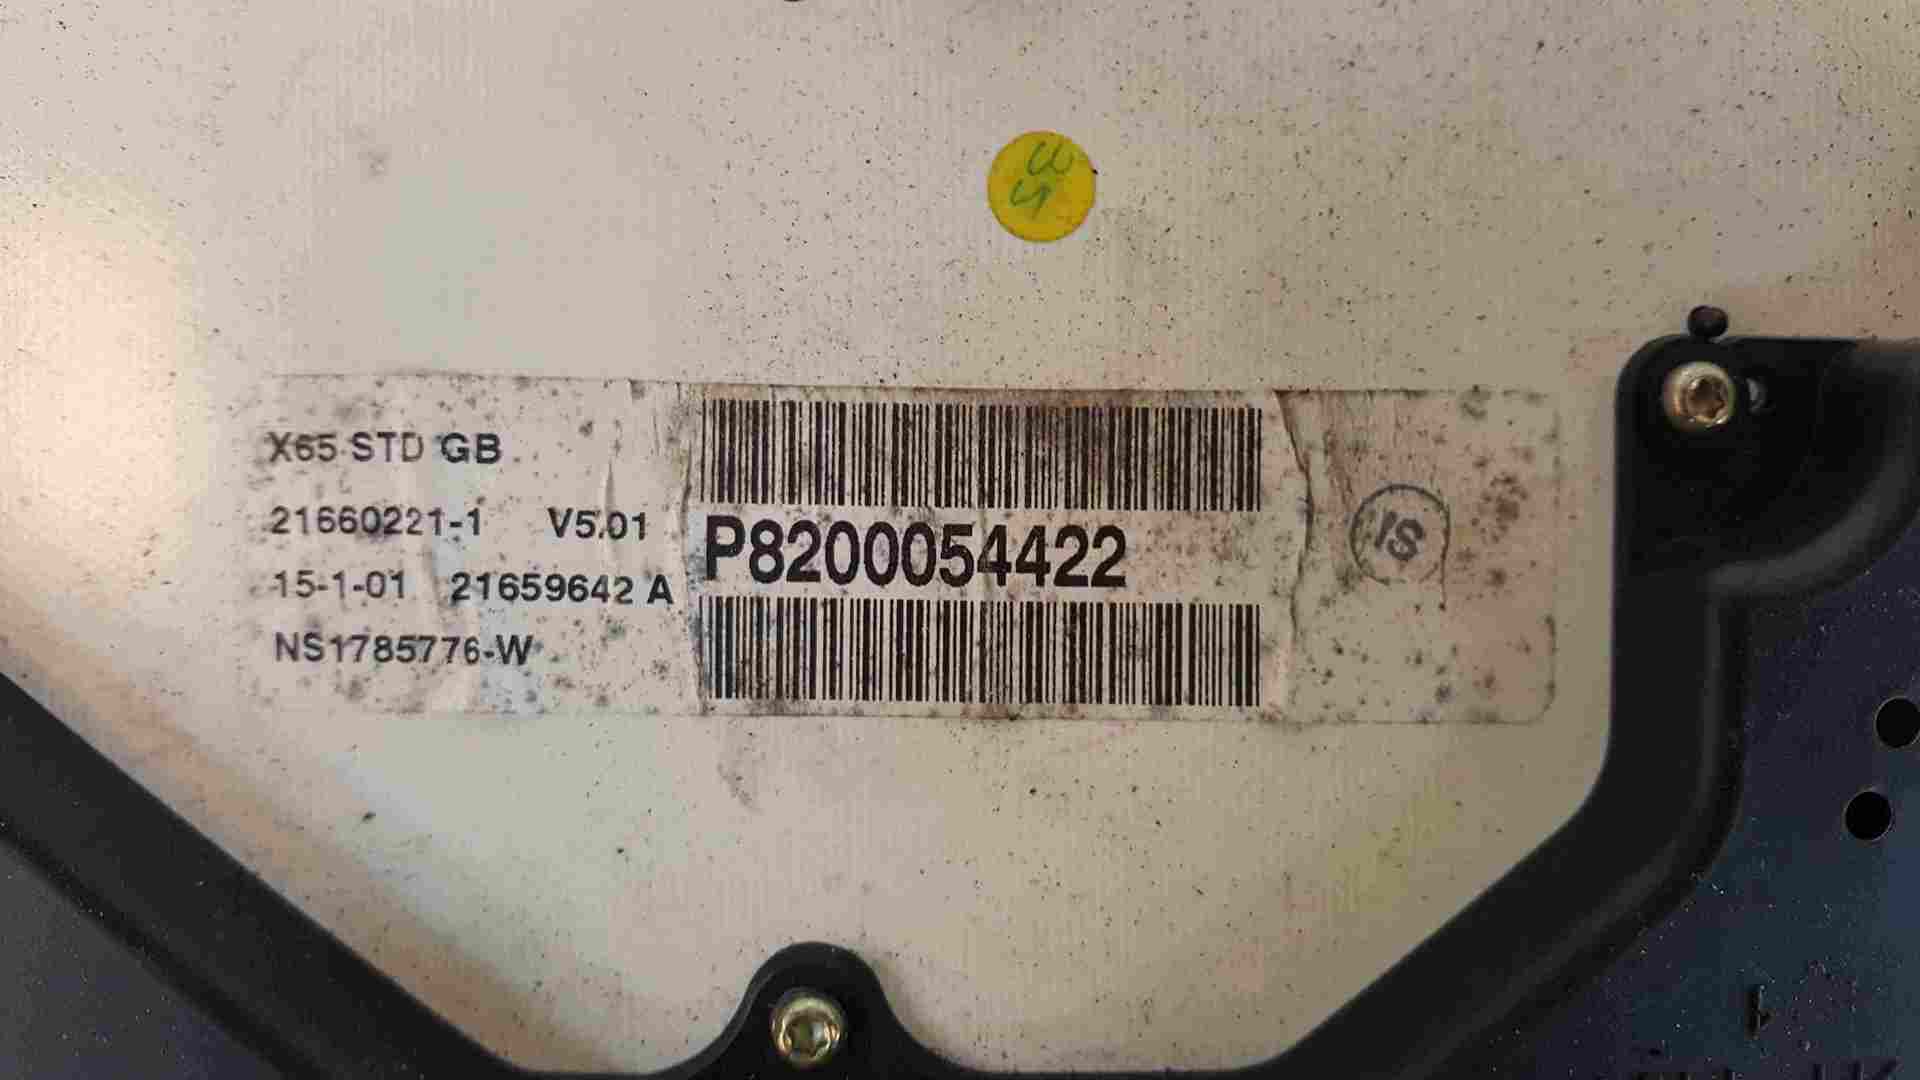 X65 STD GB
21660221-1 V5.01
15-1-01 21659642 A
NS1785776-W
P8200054422
IS